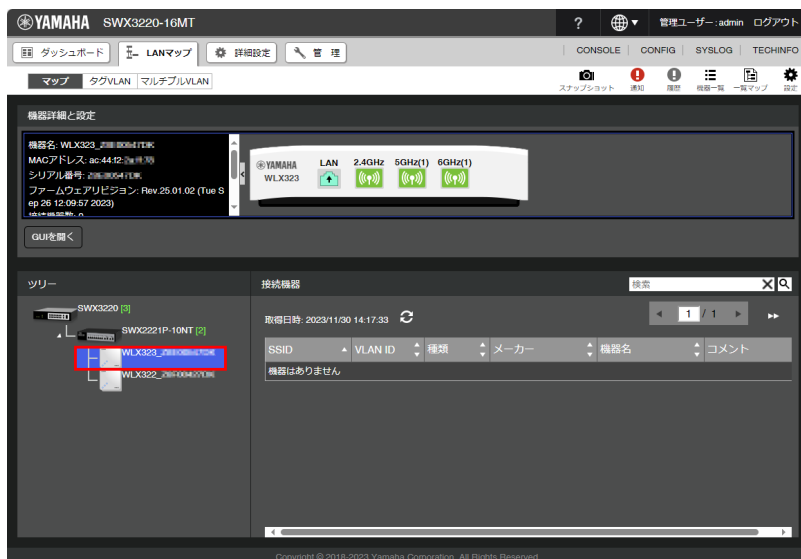 YAMAHA SWX3220-16MT
? 管理ユーザー:admin ログアウト
ダッシュボード LANマップ 詳細設定 管 理
CONSOLE CONFIG SYSLOG TECHINFO
マップ タグVLAN マルチプルVLAN
スナップショット 通知 履歴 機器一覧 一覧マップ 設定
機器詳細と設定
機器名: WLX323_
MACアドレス: ac:44:f2:
シリアル番号:
ファームウェアリビジョン: Rev.25.01.02 (Tue S
ep 26 12:09:57 2023)
接続機器数: 0
YAMAHA
WLX323
LAN 2.4GHz 5GHz(1) 6GHz(1)
GUIを開く
ツリー
SWX3220 [3]
SWX2221P-10NT [2]
WLX323_
WLX322_
接続機器
検索
取得日時: 2023/11/30 14:17:33
1 / 1
SSID VLAN ID 種類 メーカー 機器名 コメント
機器はありません
Copyright © 2018-2023 Yamaha Corporation. All Rights Reserved.